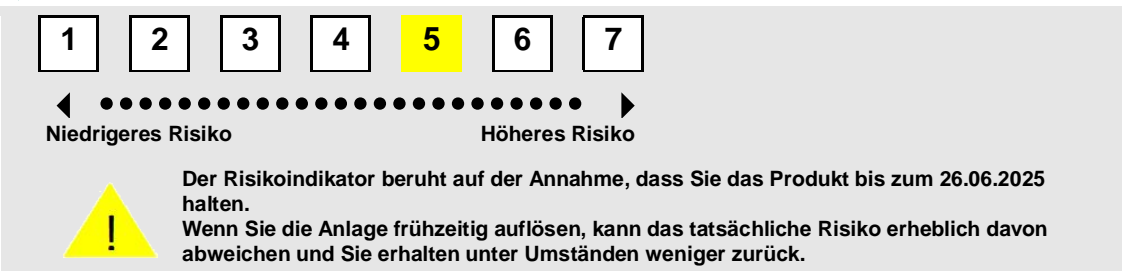 1 2 3 4 5 6 7
Niedrigeres Risiko Höheres Risiko
Der Risikoindikator beruht auf der Annahme, dass Sie das Produkt bis zum 26.06.2025
halten.
Wenn Sie die Anlage frühzeitig auflösen, kann das tatsächliche Risiko erheblich davon
abweichen und Sie erhalten unter Umständen weniger zurück.
!